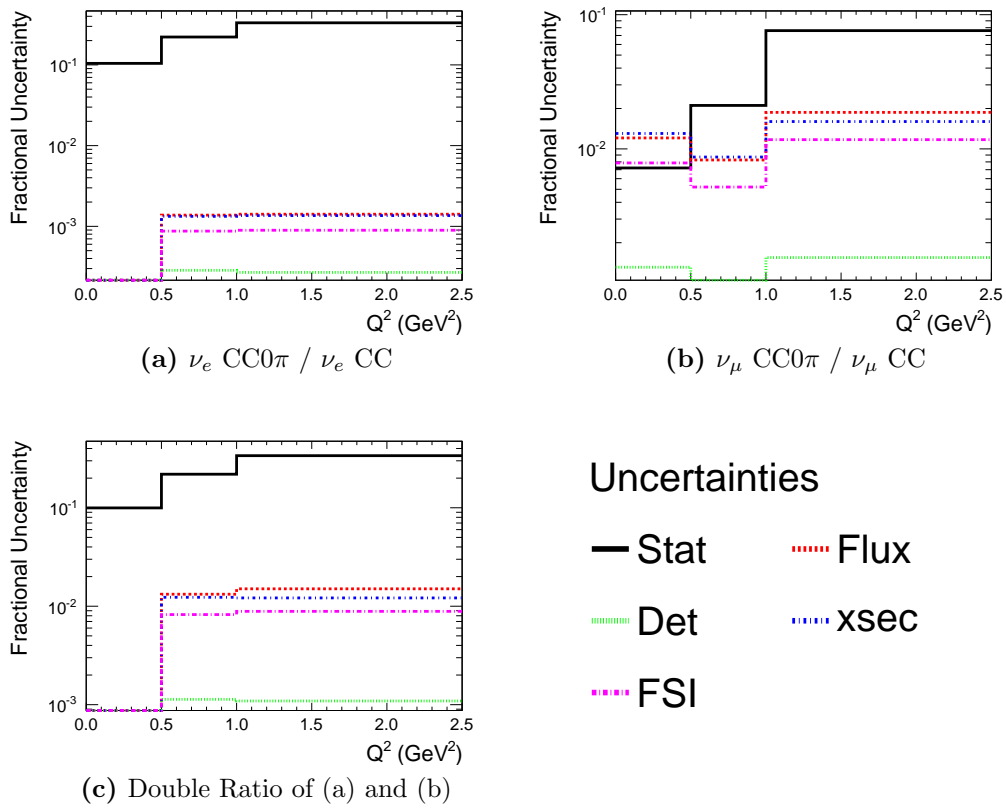 Fractional Uncertainty
10^-1
10^-2
10^-3
0.0 0.5 1.0 1.5 2.0 2.5
Q^2 (GeV^2)
(a) ν_e CC0π / ν_e CC
Fractional Uncertainty
10^-1
10^-2
0.0 0.5 1.0 1.5 2.0 2.5
Q^2 (GeV^2)
(b) ν_μ CC0π / ν_μ CC
Fractional Uncertainty
10^-1
10^-2
10^-3
0.0 0.5 1.0 1.5 2.0 2.5
Q^2 (GeV^2)
(c) Double Ratio of (a) and (b)
Uncertainties
Stat Flux
Det xsec
FSI